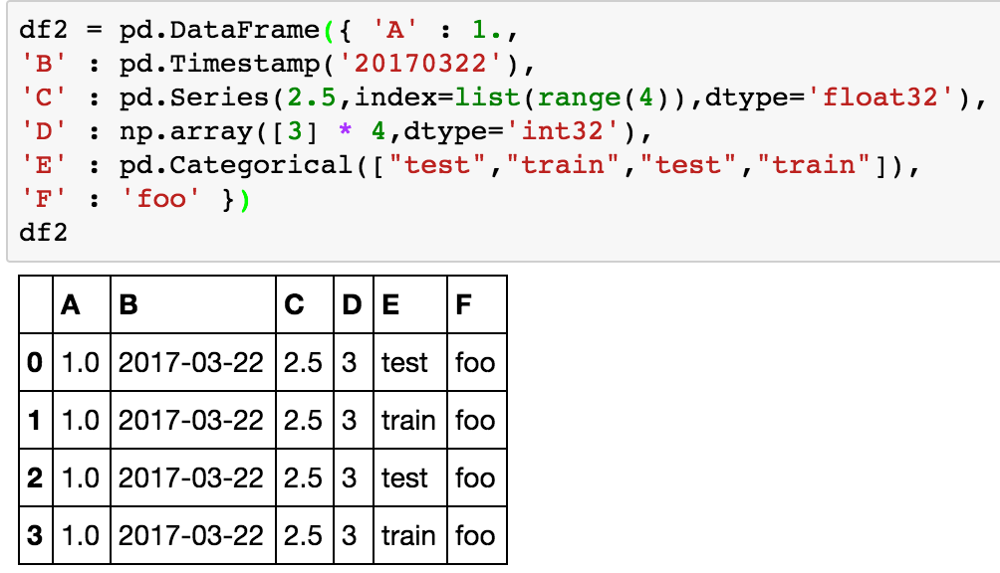 df2 = pd.DataFrame({ 'A' : 1.,
'B' : pd.Timestamp('20170322'),
'C' : pd.Series(2.5,index=list(range(4)),dtype='float32'),
'D' : np.array([3] * 4,dtype='int32'),
'E' : pd.Categorical(["test","train","test","train"]),
'F' : 'foo' })
df2
A B C D E F
0 1.0 2017-03-22 2.5 3 test foo
1 1.0 2017-03-22 2.5 3 train foo
2 1.0 2017-03-22 2.5 3 test foo
3 1.0 2017-03-22 2.5 3 train foo